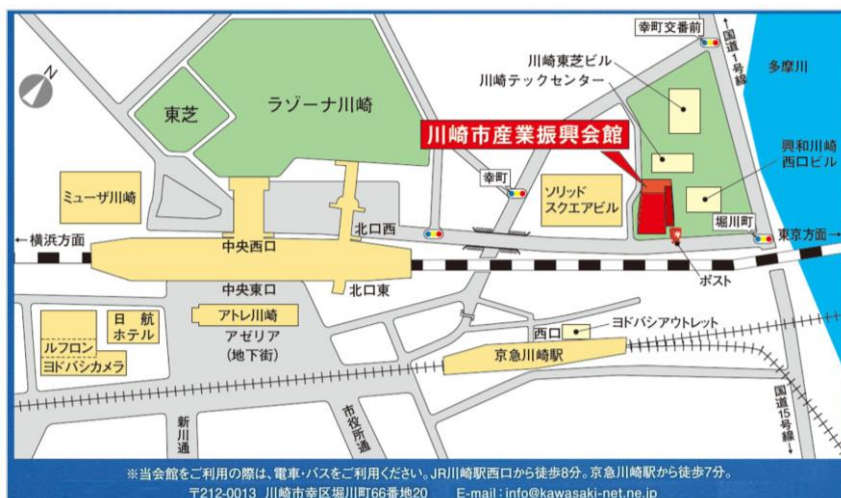 N
幸町交番前
国道1号線
多摩川
川崎東芝ビル
川崎テックセンター
東芝
ラゾーナ川崎
川崎市産業振興会館
興和川崎
西口ビル
ミューザ川崎
幸町
ソリッド
スクエアビル
堀川町
北口西
←横浜方面
中央西口
東京方面→
ポスト
中央東口
北口東
アトレ川崎
日航
ホテル
アゼリア
(地下街)
西口
ヨドバシアウトレット
ルフロン
ヨドバシカメラ
京急川崎駅
新川通
市役所通
国道15号線
※当会館をご利用の際は、電車・バスをご利用ください。JR川崎駅西口から徒歩8分。京急川崎駅から徒歩7分。
〒212-0013 川崎市幸区堀川町66番地20 E-mail:info@kawasaki-net.ne.jp